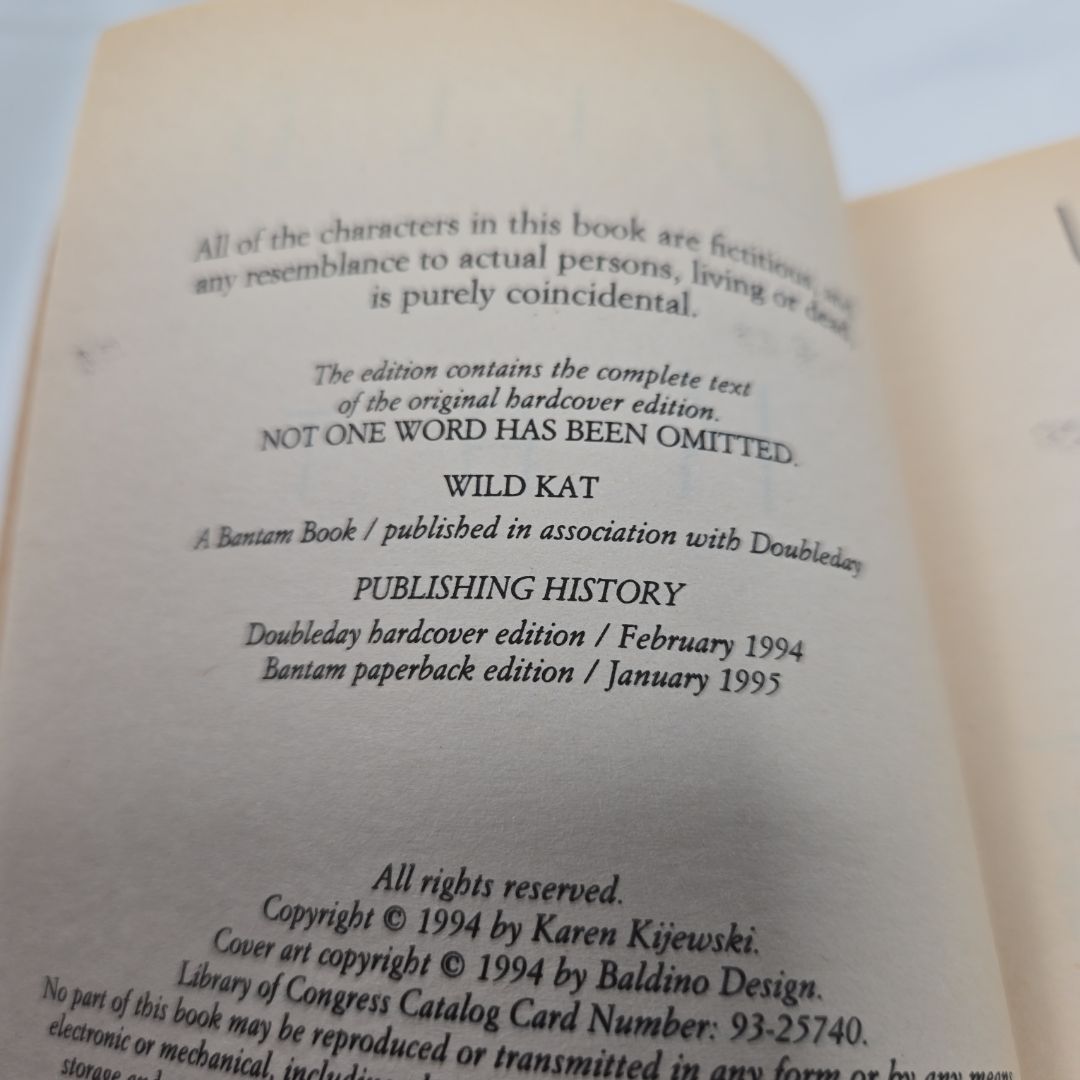 All of the characters in this book are fictitious, and
any resemblance to actual persons, living or dead,
is purely coincidental.
The edition contains the complete text
of the original hardcover edition.
NOT ONE WORD HAS BEEN OMITTED.
WILD KAT
A Bantam Book / published in association with Doubleday
PUBLISHING HISTORY
Doubleday hardcover edition / February 1994
Bantam paperback edition / January 1995
All rights reserved.
Copyright © 1994 by Karen Kijewski.
Cover art copyright © 1994 by Baldino Design.
Library of Congress Catalog Card Number: 93-25740.
No part of this book may be reproduced or transmitted in any form or by any means
electronic or mechanical, including
storage and